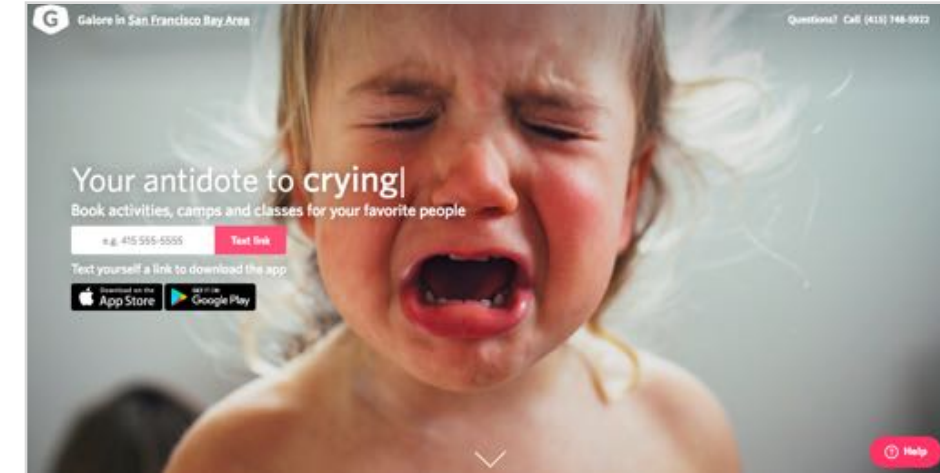 G
Galore in San Francisco Bay Area
Questions? Call (415) 746-5922
Your antidote to crying|
Book activities, camps and classes for your favorite people
e.g. 415 555-5555
Text link
Text yourself a link to download the app
Download on the
App Store
GET IT ON
Google Play
? Help